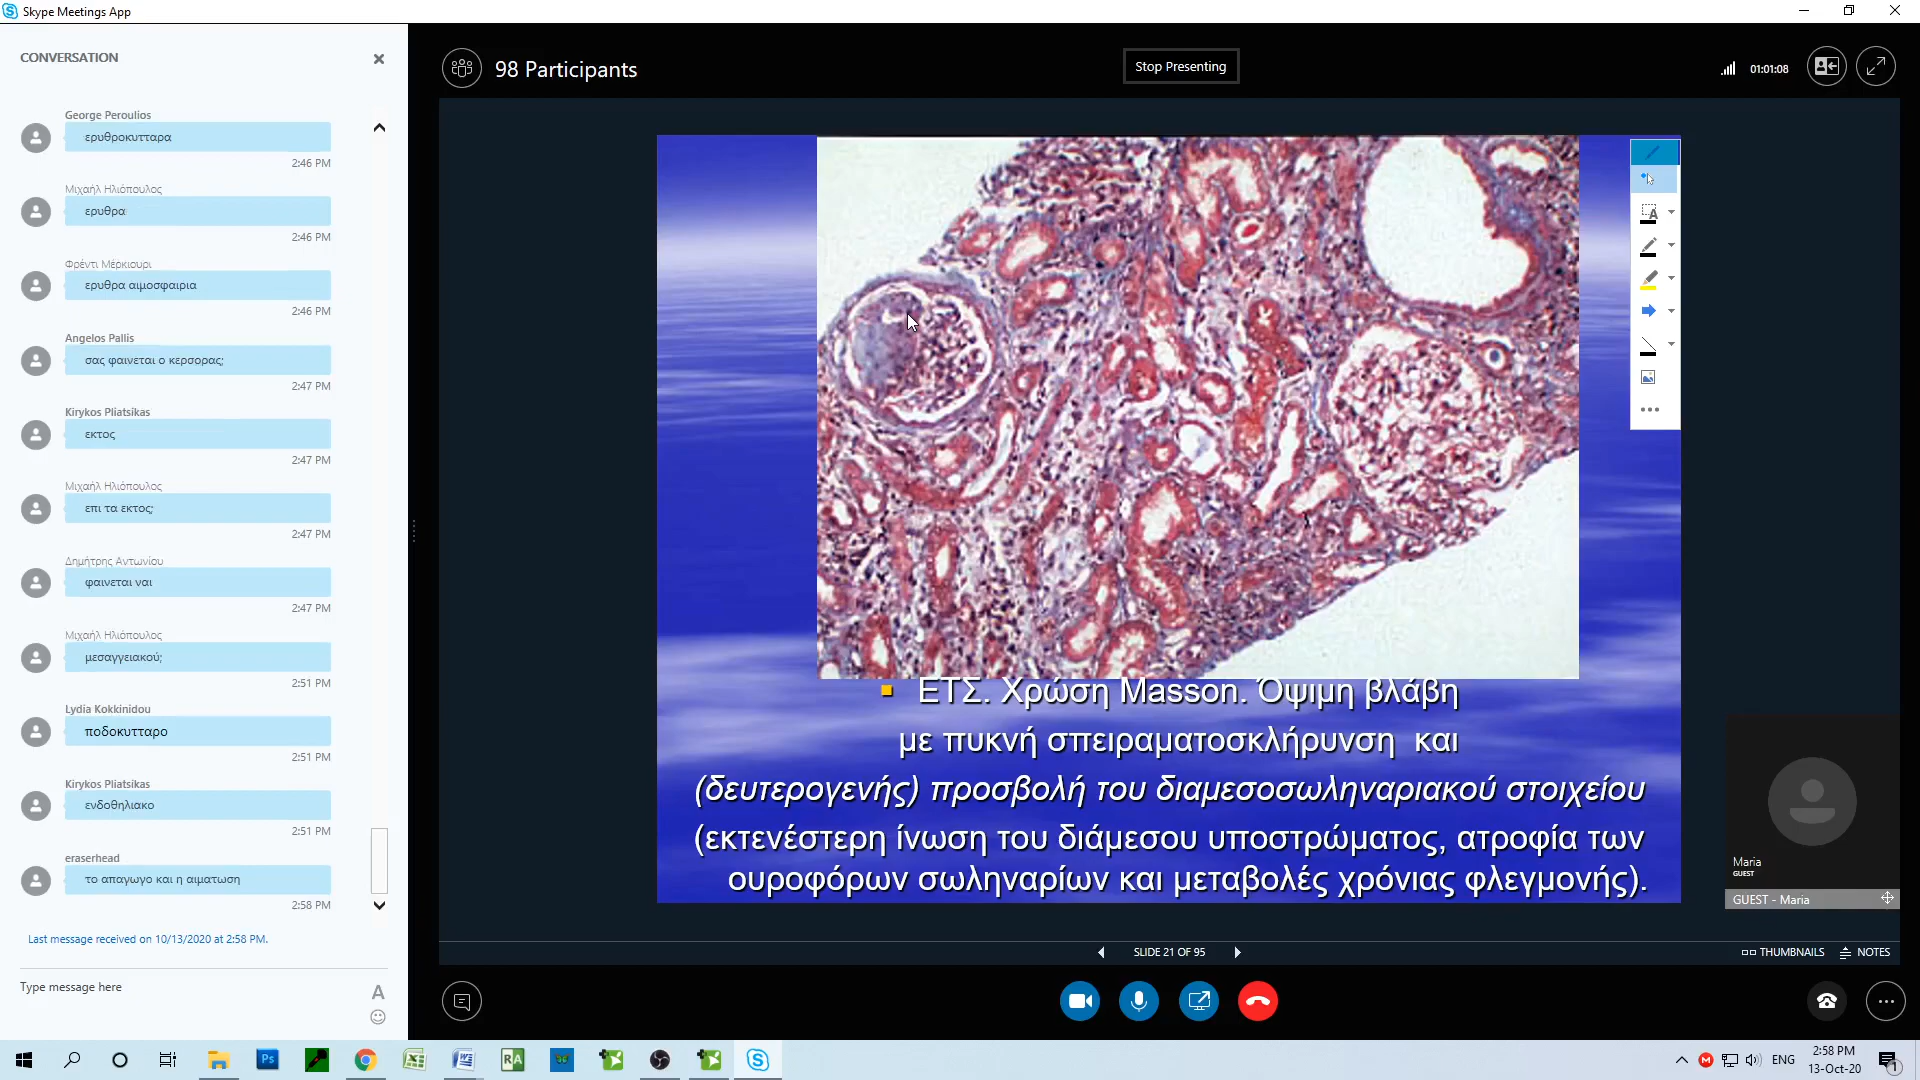 Skype Meetings App
CONVERSATION
George Peroulios
ερυθροκυτταρα
2:46 PM
Μιχαήλ Ηλιόπουλος
ερυθρα
2:46 PM
Φρέντι Μέρκιουρι
ερυθρα αιμοσφαιρια
2:46 PM
Angelos Pallis
σας φαινεται ο κερσορας;
2:47 PM
Kirykos Pliatsikas
εκτος
2:47 PM
Μιχαήλ Ηλιόπουλος
επι τα εκτος;
2:47 PM
Δημήτρης Αντωνίου
φαινεται ναι
2:47 PM
Μιχαήλ Ηλιόπουλος
μεσαγγειακού;
2:51 PM
Lydia Kokkinidou
ποδοκυτταρο
2:51 PM
Kirykos Pliatsikas
ενδοθηλιακο
2:51 PM
eraserhead
το απαγωγο και η αιματωση
2:58 PM
Last message received on 10/13/2020 at 2:58 PM.
Type message here
98 Participants
Stop Presenting
01:01:08
ΕΤΣ. Χρώση Masson. Όψιμη βλάβη
με πυκνή σπειραματοσκλήρυνση και
(δευτερογενής) προσβολή του διαμεσοσωληναριακού στοιχείου
(εκτενέστερη ίνωση του διάμεσου υποστρώματος, ατροφία των
ουροφόρων σωληναρίων και μεταβολές χρόνιας φλεγμονής).
Maria
GUEST
GUEST - Maria
SLIDE 21 OF 95
THUMBNAILS
NOTES
ENG
2:58 PM
13-Oct-20